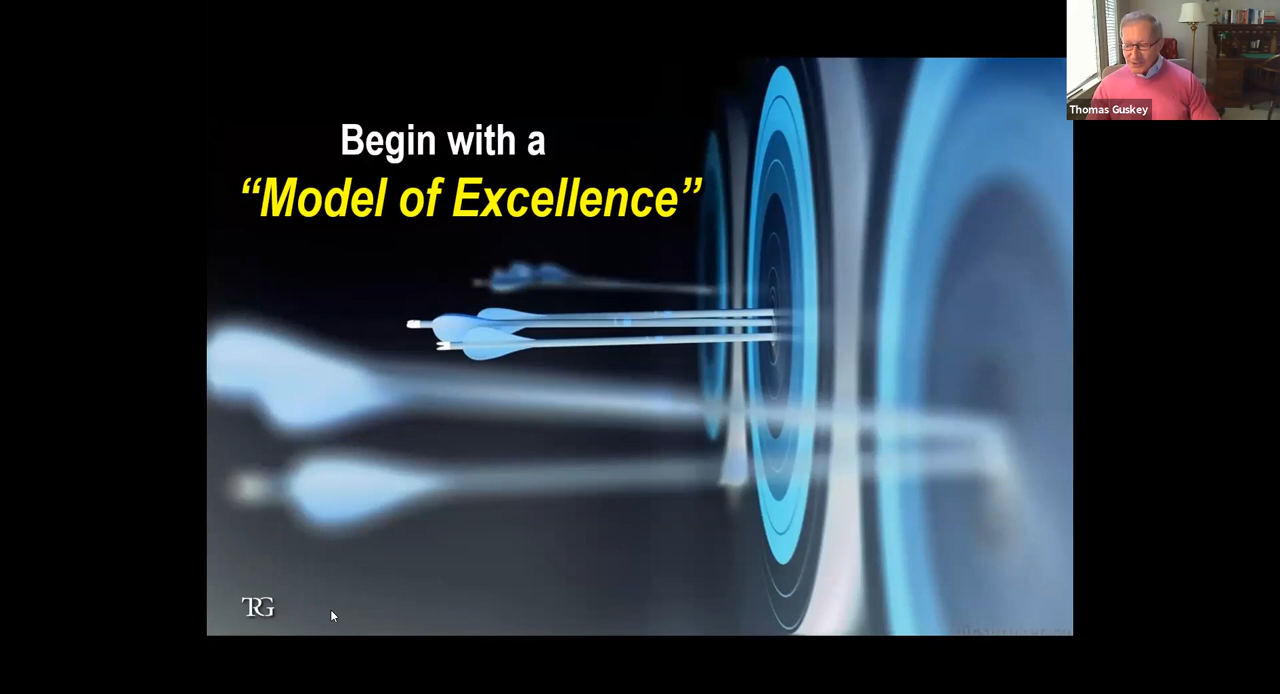 Begin with a
“Model of Excellence”
Thomas Guskey
TRG